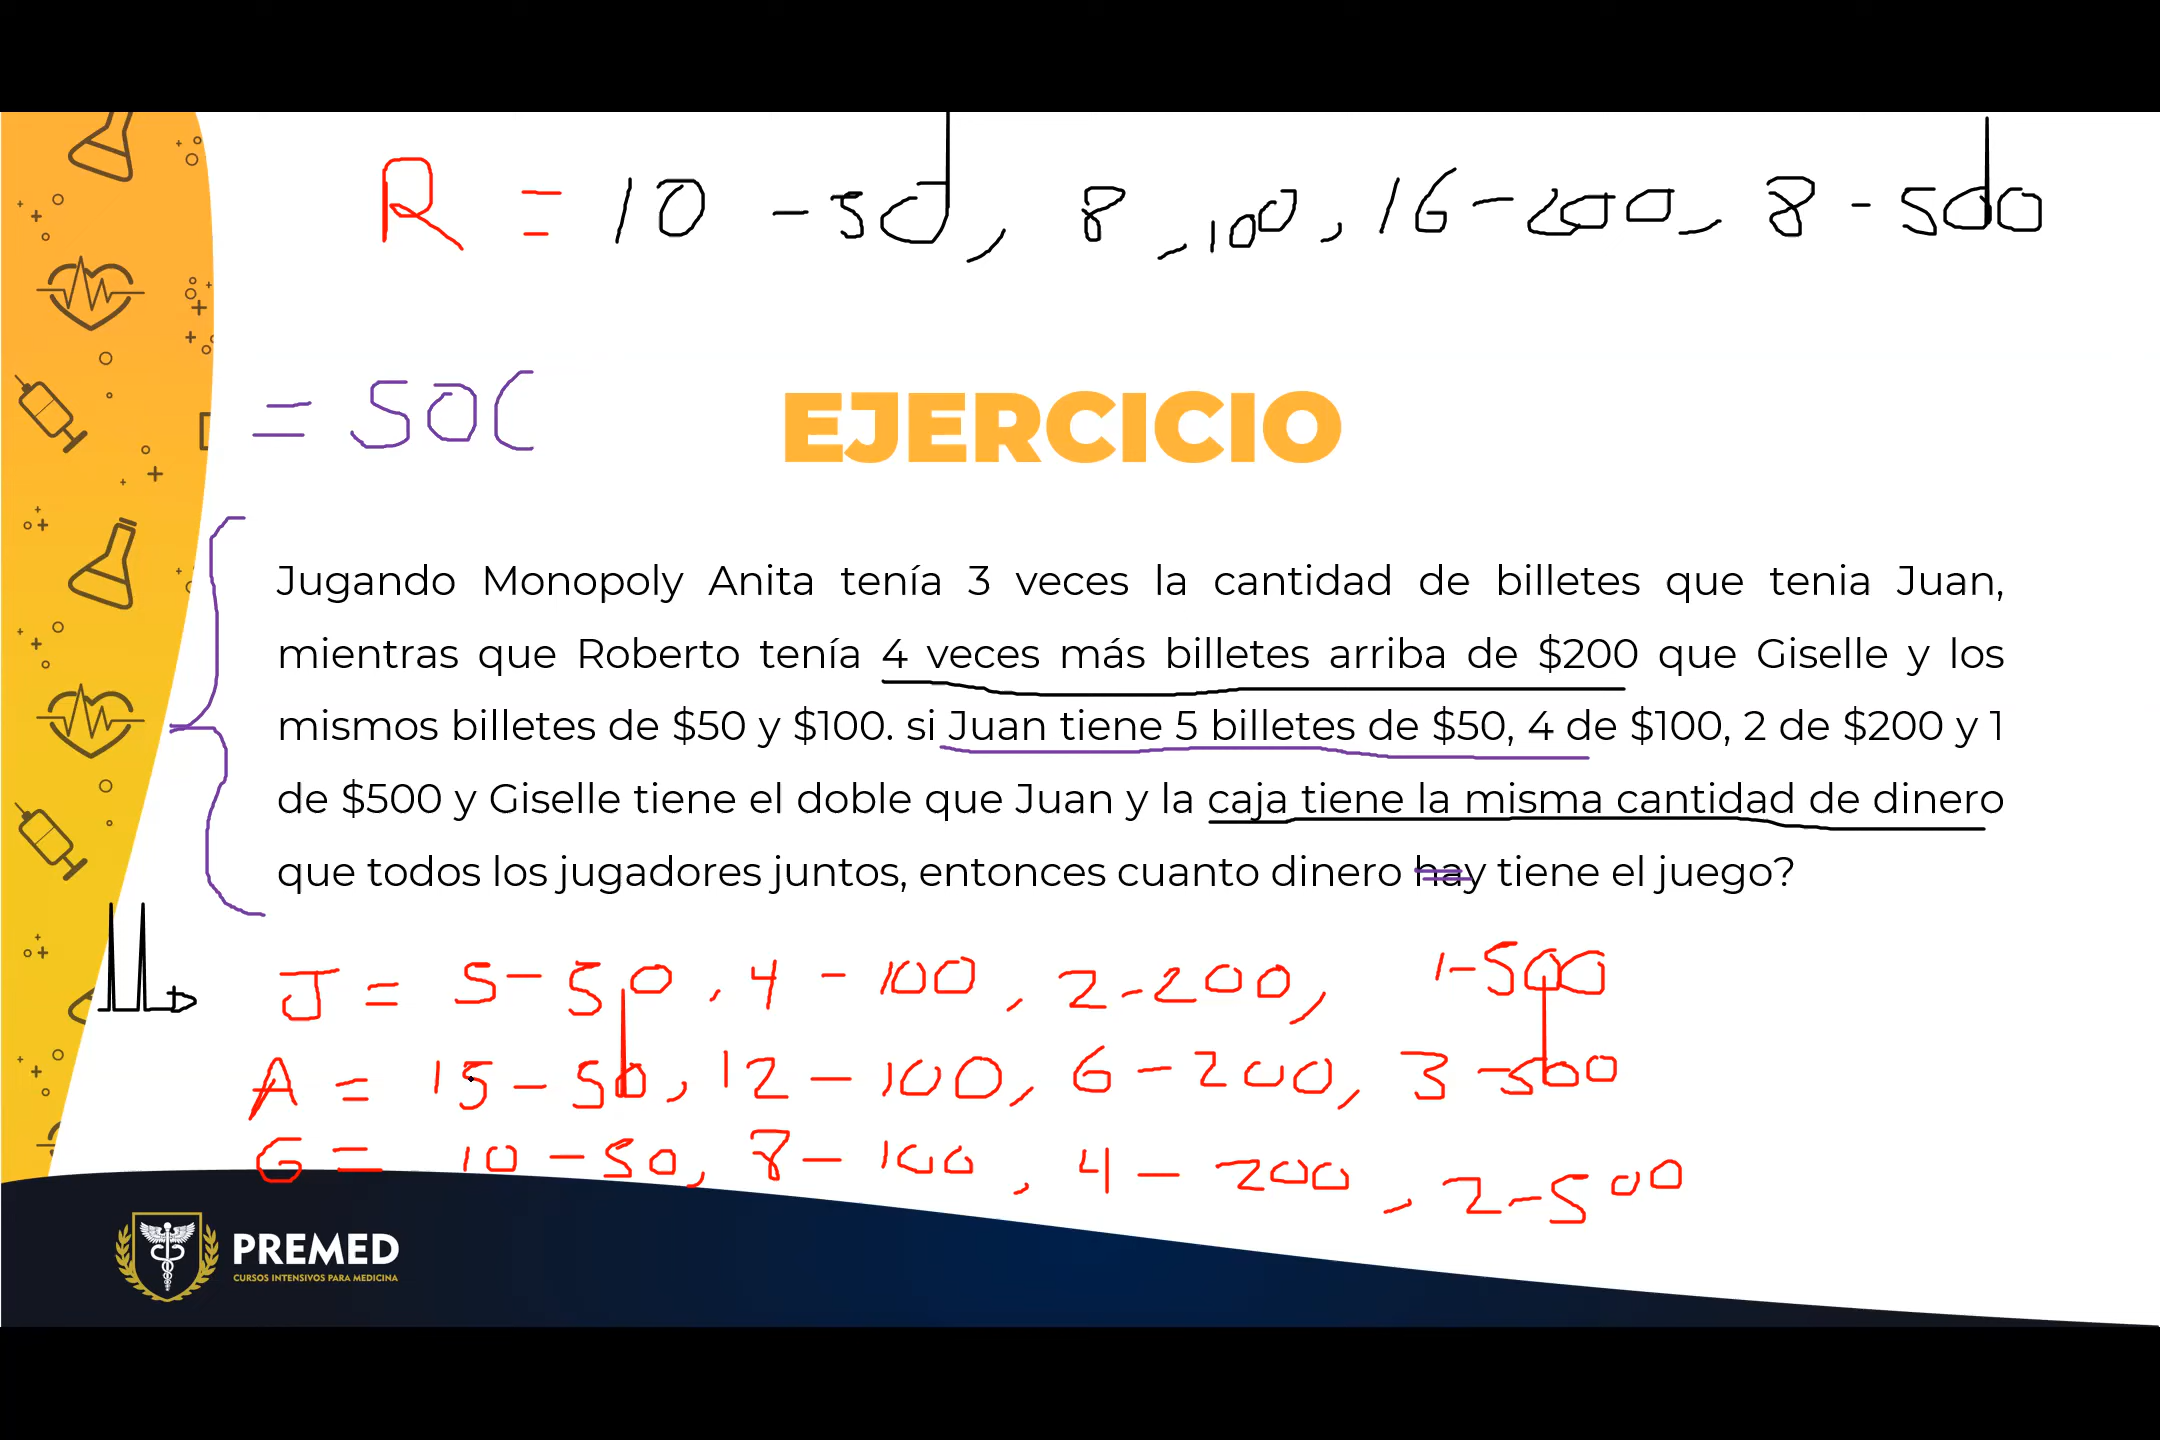 R = 10 - 50, 8 - 100, 16 - 200, 8 - 500
= 50(
EJERCICIO
Jugando Monopoly Anita tenía 3 veces la cantidad de billetes que tenia Juan,
mientras que Roberto tenía 4 veces más billetes arriba de $200 que Giselle y los
mismos billetes de $50 y $100. si Juan tiene 5 billetes de $50, 4 de $100, 2 de $200 y 1
de $500 y Giselle tiene el doble que Juan y la caja tiene la misma cantidad de dinero
que todos los jugadores juntos, entonces cuanto dinero hay tiene el juego?
J = 5 - 50, 4 - 100, 2 - 200, 1 - 500
A = 15 - 50, 12 - 100, 6 - 200, 3 - 500
G = 10 - 50, 8 - 100, 4 - 200, 2 - 500
PREMED
CURSOS INTENSIVOS PARA MEDICINA